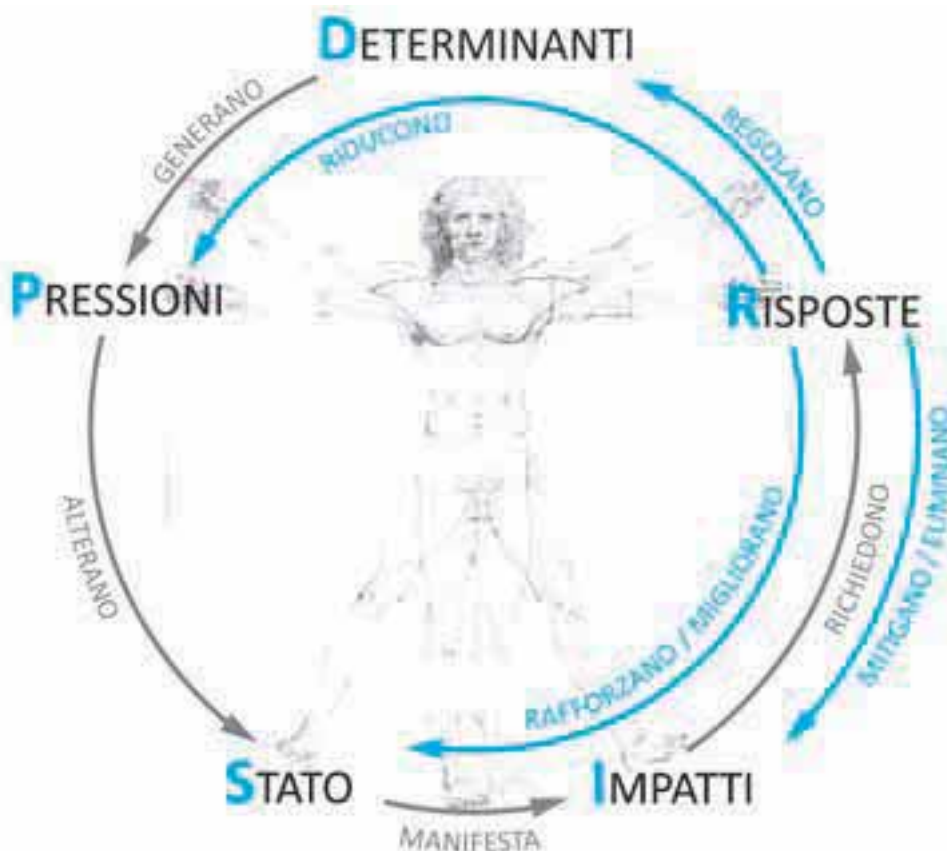 DETERMINANTI
GENERANO
RIDUCONO
REGOLANO
PRESSIONI
RISPOSTE
ALTERANO
RAFFORZANO / MIGLIORANO
RICHIEDONO
MITIGANO / ELIMINANO
STATO
IMPATTI
MANIFESTA